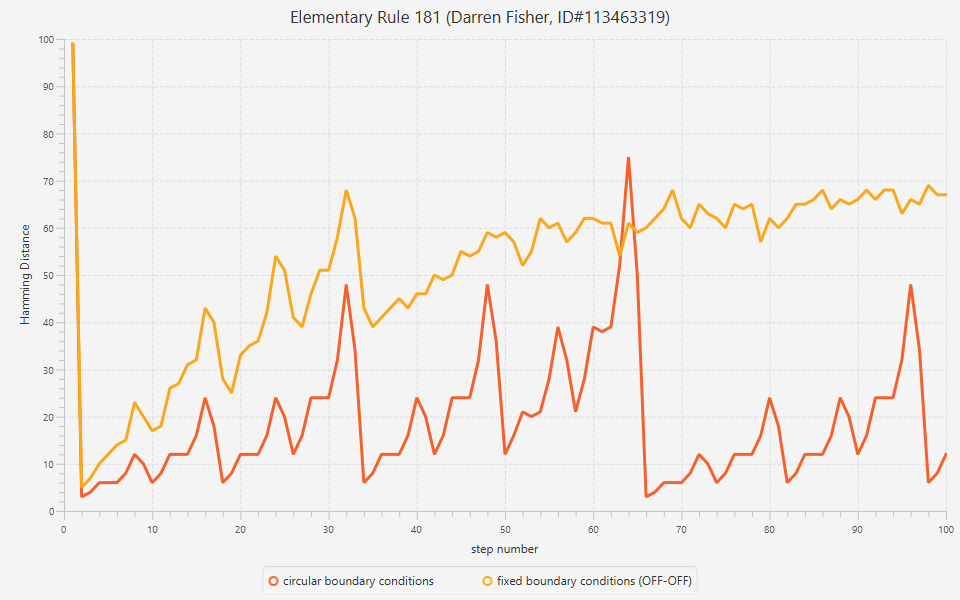 Elementary Rule 181 (Darren Fisher, ID#113463319)
100
90
80
70
60
50
40
30
20
10
0
Hamming Distance
0 10 20 30 40 50 60 70 80 90 100
step number
circular boundary conditions fixed boundary conditions (OFF-OFF)